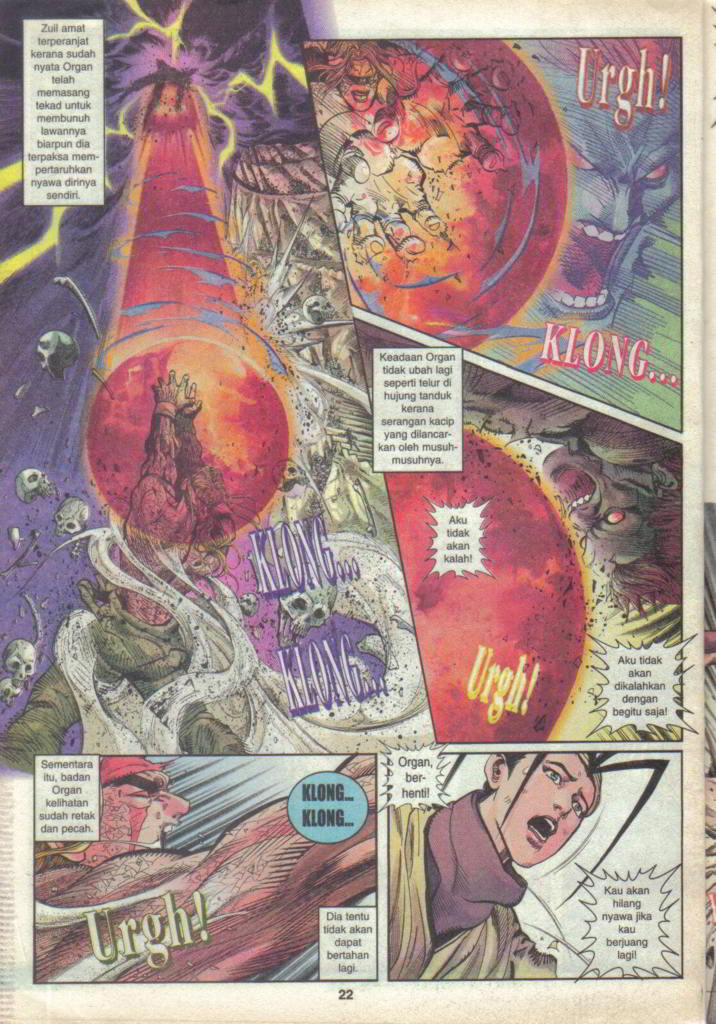 Zuil amat
terperanjat
kerana sudah
nyata Organ
telah
memasang
tekad untuk
membunuh
lawannya
biarpun dia
terpaksa mem-
pertaruhkan
nyawa dirinya
sendiri.
Urgh!
KLONG...
Keadaan Organ
tidak ubah lagi
seperti telur di
hujung tanduk
kerana
serangan kacip
yang dilancar-
kan oleh musuh-
musuhnya.
KLONG...
KLONG...
Aku
tidak
akan
kalah!
Urgh!
Aku tidak
akan
dikalahkan
dengan
begitu saja!
Sementara
itu, badan
Organ
kelihatan
sudah retak
dan pecah.
KLONG...
KLONG...
Urgh!
Dia tentu
tidak akan
dapat
bertahan
lagi.
Organ,
ber-
henti!
Kau akan
hilang
nyawa jika
kau
berjuang
lagi!
22